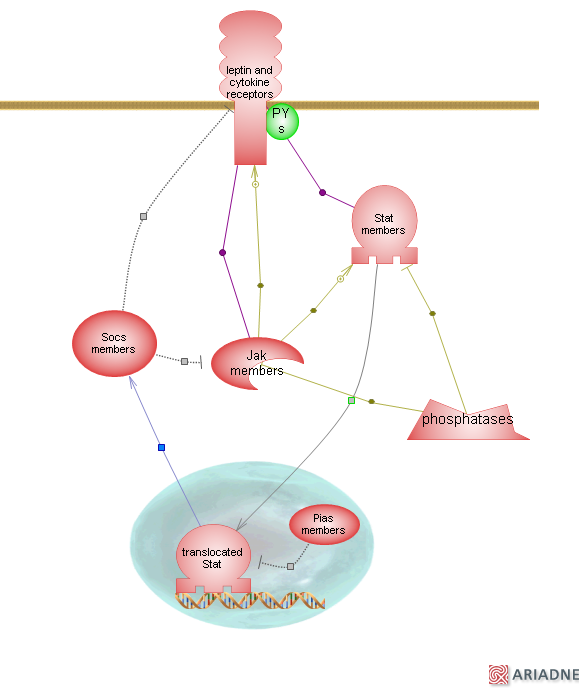 leptin and
cytokine
receptors
PY
s
Stat
members
Socs
members
Jak
members
phosphatases
Pias
members
translocated
Stat
ARIADNE